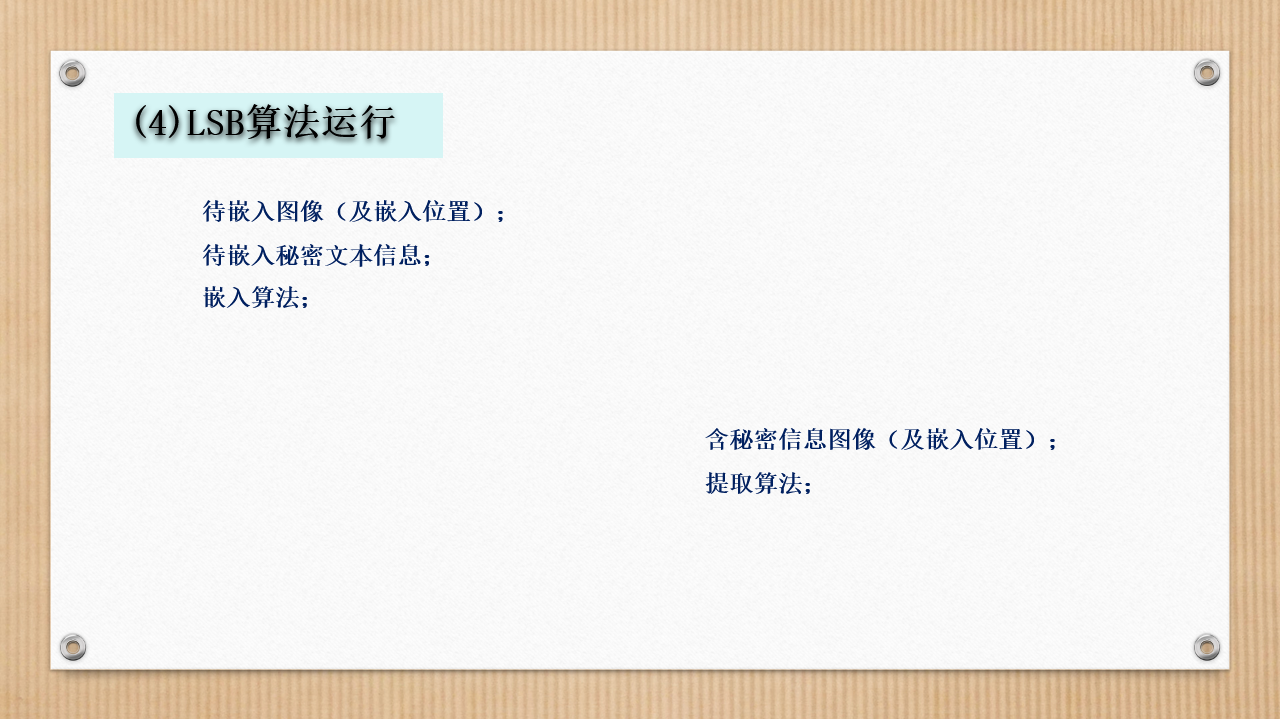 (4)LSB算法运行
待嵌入图像（及嵌入位置）;
待嵌入秘密文本信息;
嵌入算法;
含秘密信息图像（及嵌入位置）;
提取算法;